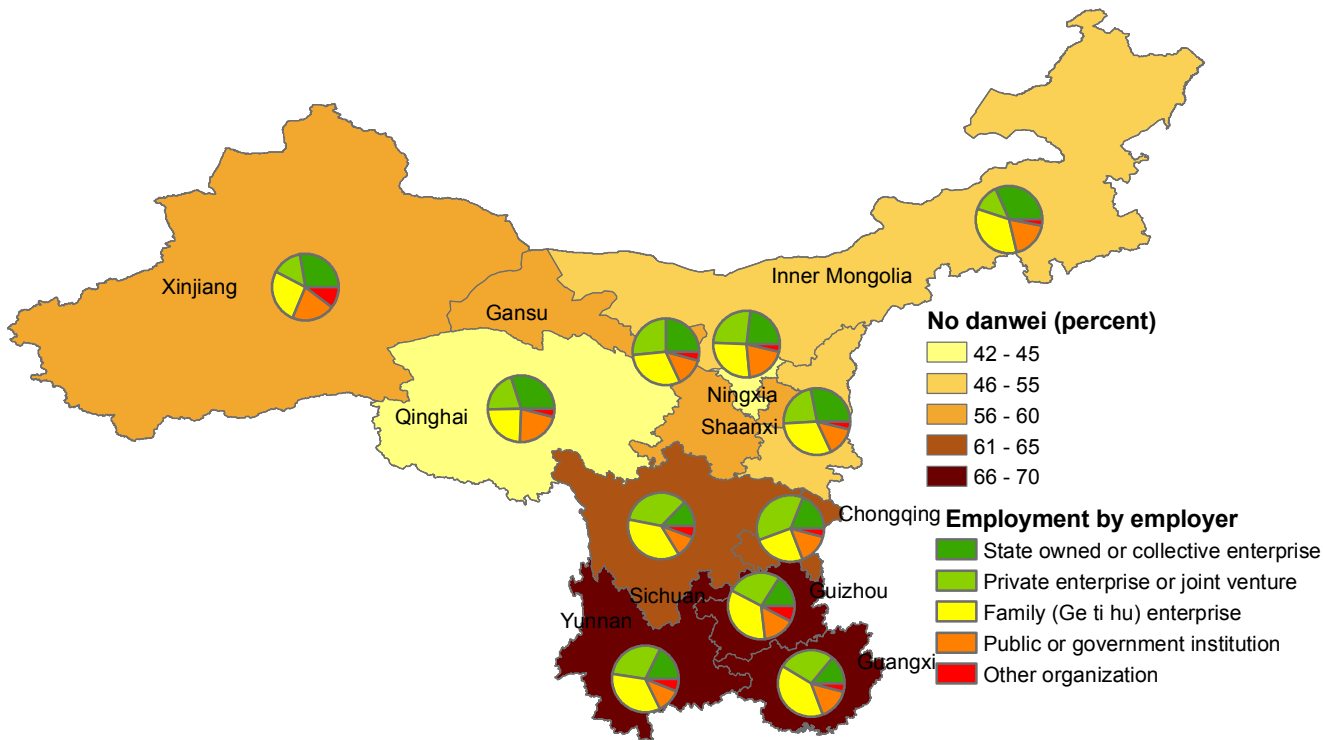 Xinjiang
Gansu
Inner Mongolia
Qinghai
Ningxia
Shaanxi
Chongqing
Sichuan
Guizhou
Yunnan
Guangxi
No danwei (percent)
42 - 45
46 - 55
56 - 60
61 - 65
66 - 70
Employment by employer
State owned or collective enterprise
Private enterprise or joint venture
Family (Ge ti hu) enterprise
Public or government institution
Other organization